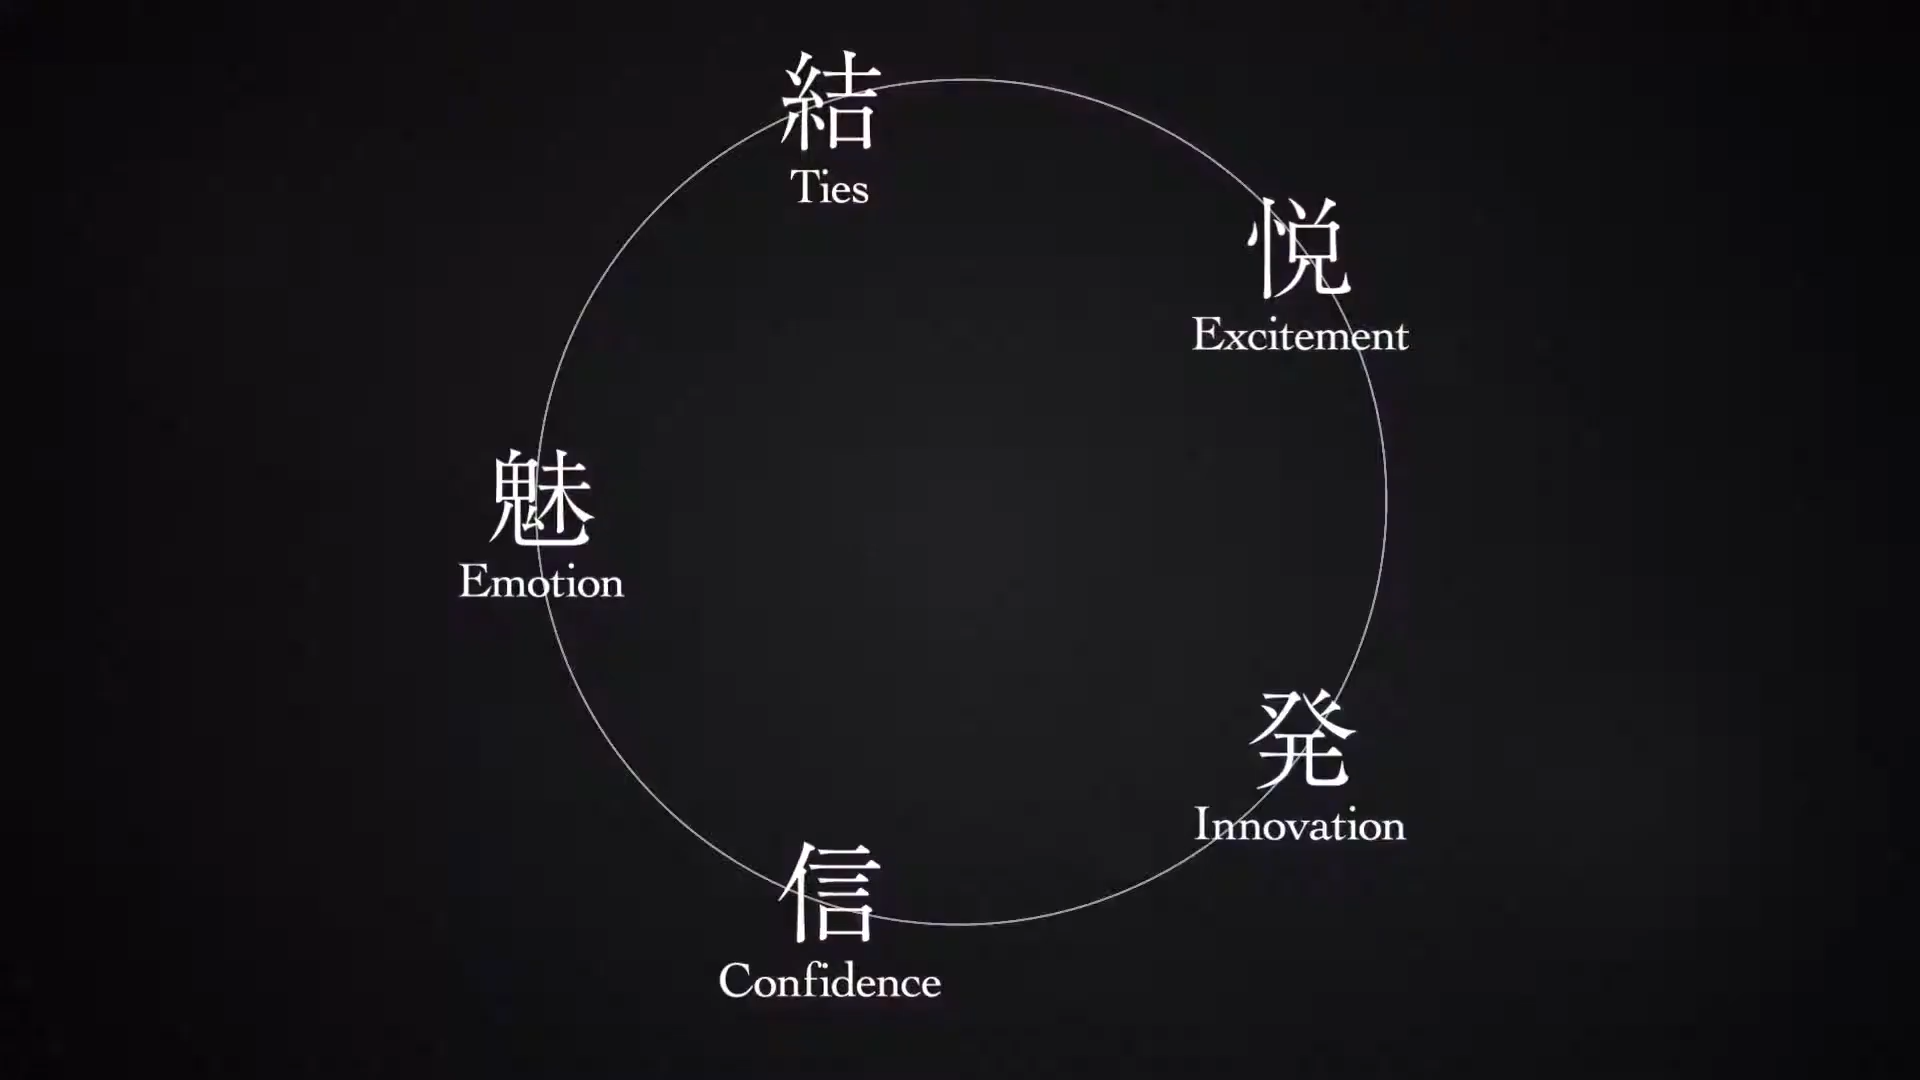 結
Ties
悦
Excitement
魅
Emotion
発
Innovation
信
Confidence